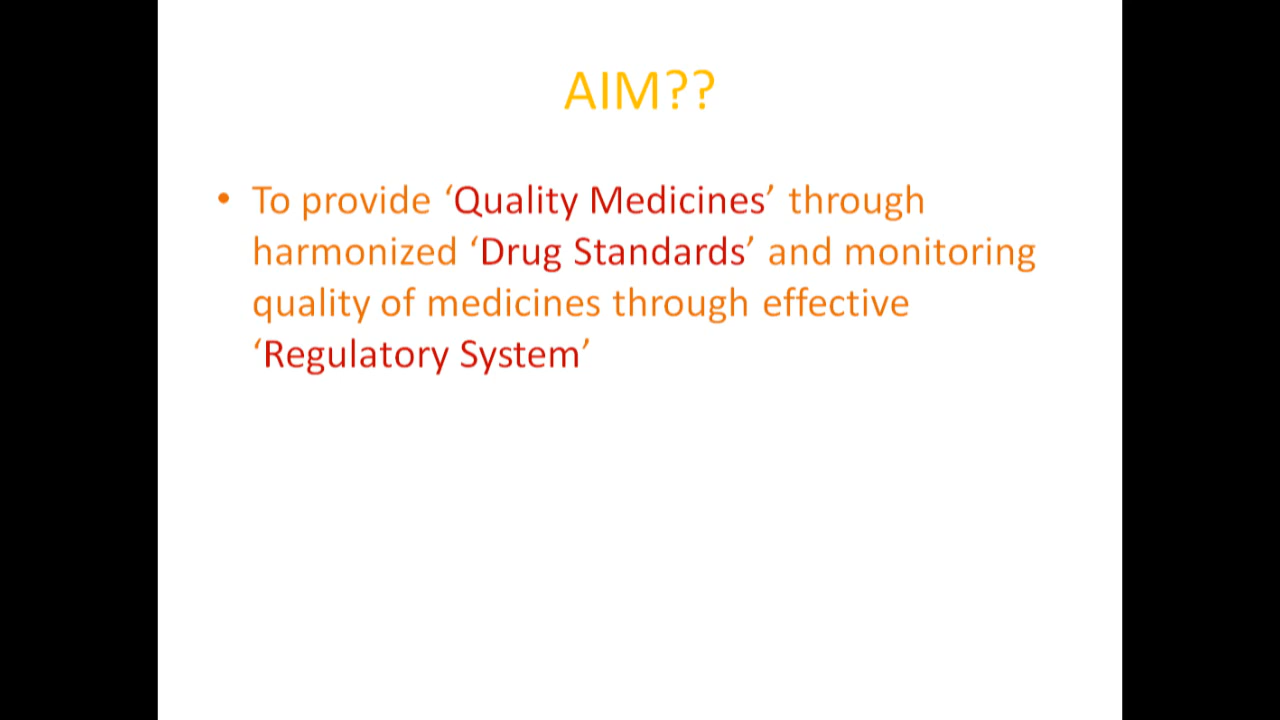 AIM??
• To provide ‘Quality Medicines’ through
harmonized ‘Drug Standards’ and monitoring
quality of medicines through effective
‘Regulatory System’